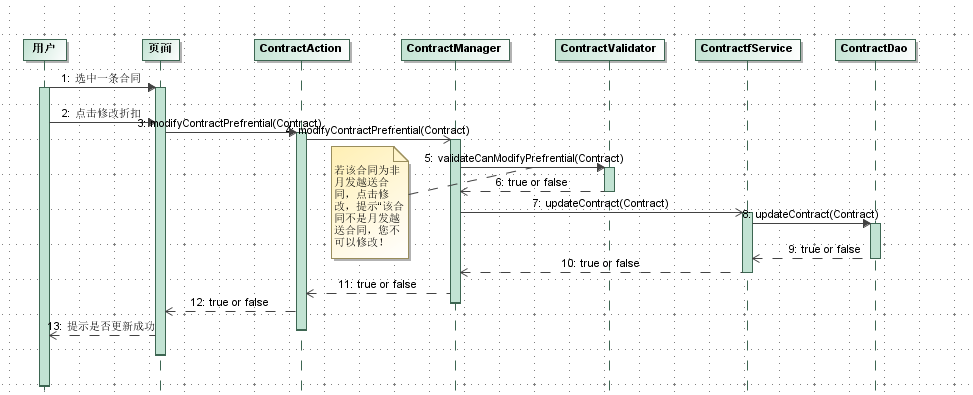 用户
页面
ContractAction
ContractManager
ContractValidator
ContractfService
ContractDao
1: 选中一条合同
2: 点击修改折扣
3: modifyContractPrefrential(Contract)
4: modifyContractPrefrential(Contract)
若该合同为非
月发越送合
同，点击修
改，提示“该合
同不是月发越
送合同，您不
可以修改！
5: validateCanModifyPrefrential(Contract)
6: true or false
7: updateContract(Contract)
8: updateContract(Contract)
9: true or false
10: true or false
11: true or false
12: true or false
13: 提示是否更新成功